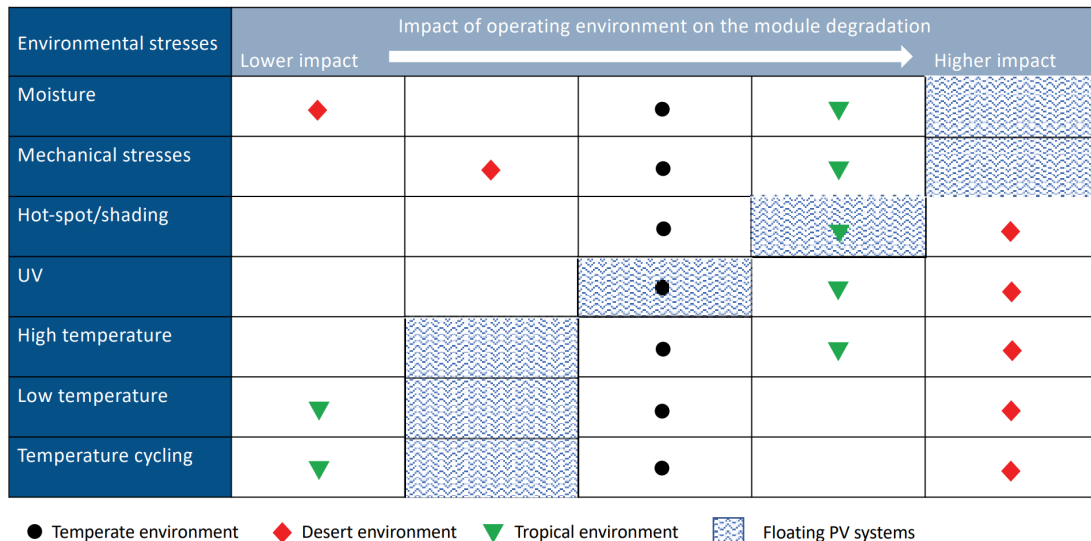 Environmental stresses
Impact of operating environment on the module degradation
Lower impact
Higher impact
Moisture
Mechanical stresses
Hot-spot/shading
UV
High temperature
Low temperature
Temperature cycling
Temperate environment
Desert environment
Tropical environment
Floating PV systems